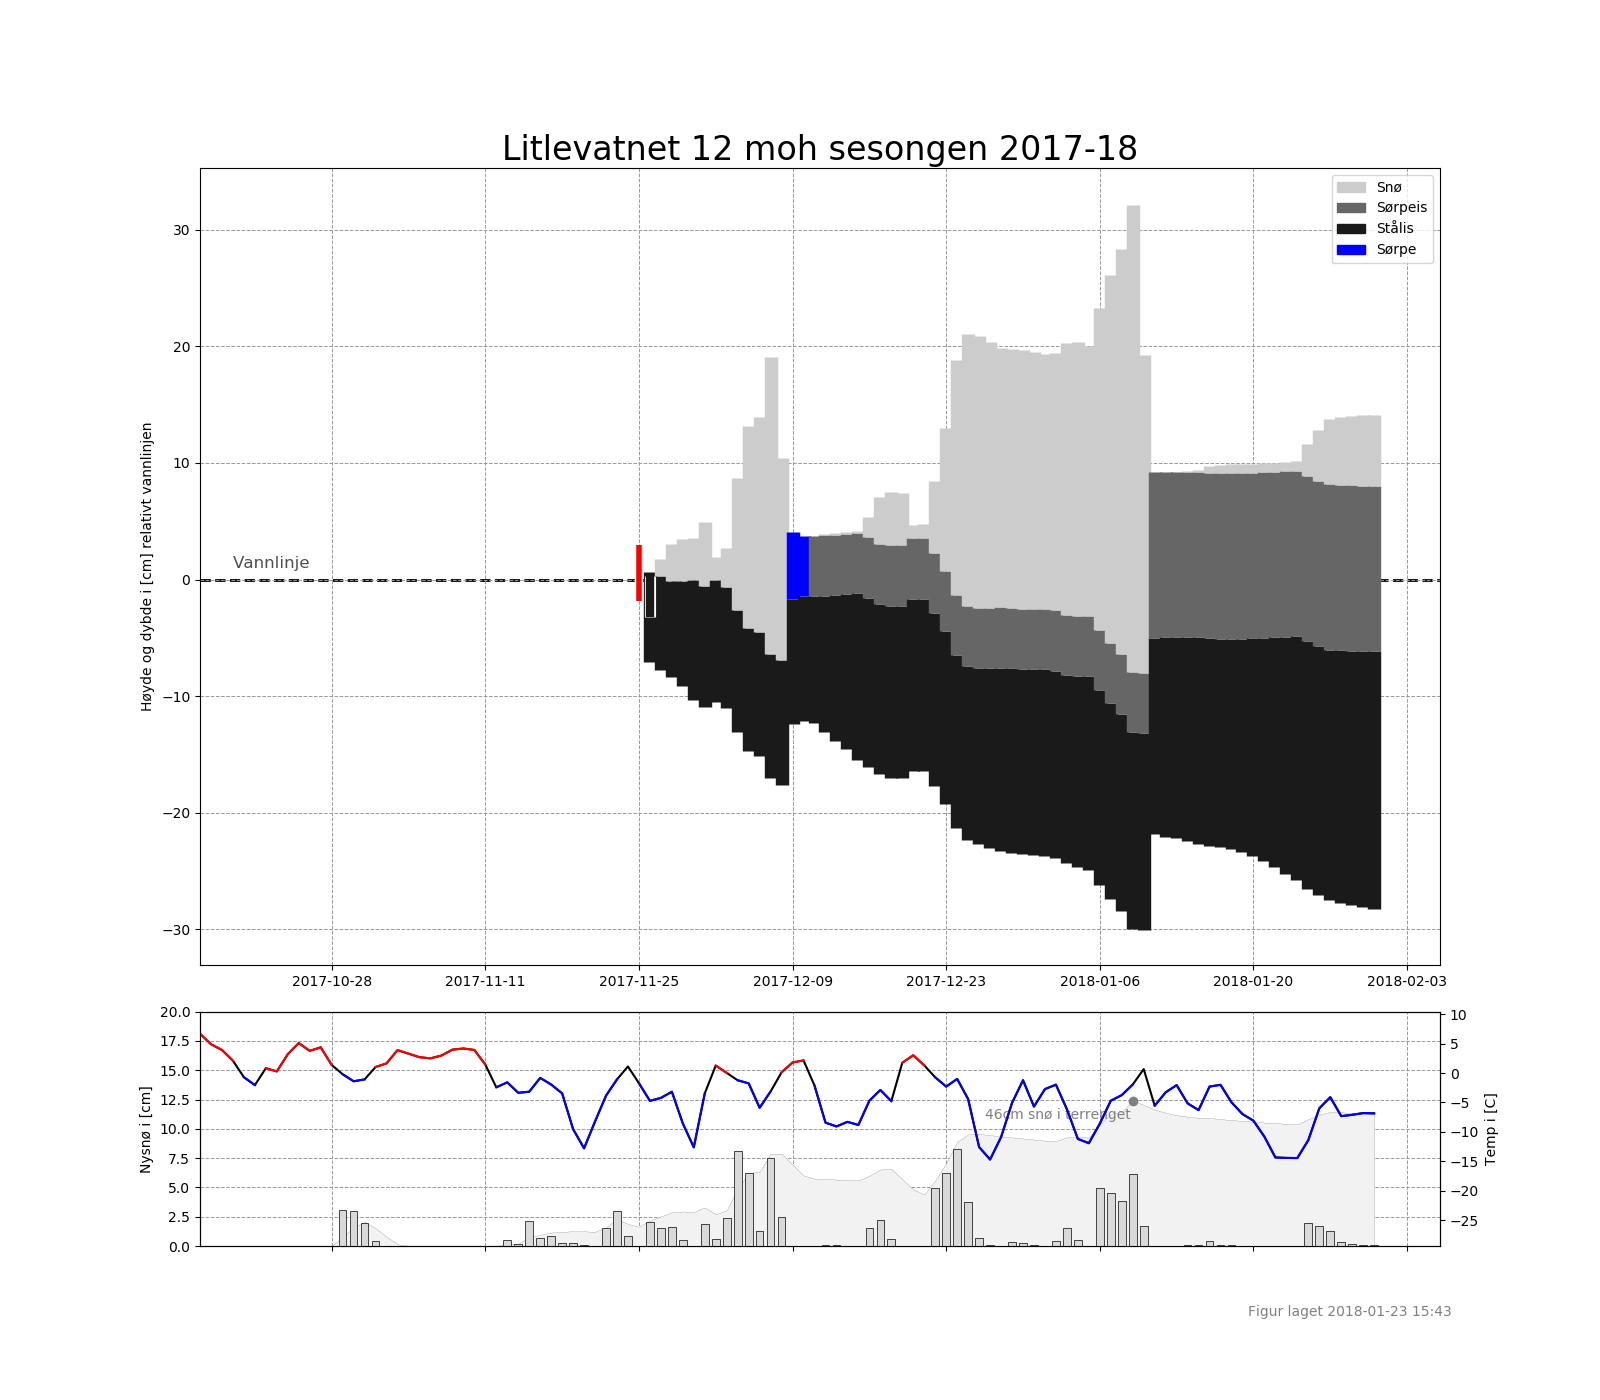 Litlevatnet 12 moh sesongen 2017-18
Snø
Sørpeis
Stålis
Sørpe
Høyde og dybde i [cm] relativt vannlinjen
30
20
10
0
−10
−20
−30
Vannlinje
2017-10-28 2017-11-11 2017-11-25 2017-12-09 2017-12-23 2018-01-06 2018-01-20 2018-02-03
Nysnø i [cm]
20.0
17.5
15.0
12.5
10.0
7.5
5.0
2.5
0.0
46cm snø i terrenget
10
5
0
−5
−10
−15
−20
−25
Temp i [C]
Figur laget 2018-01-23 15:43